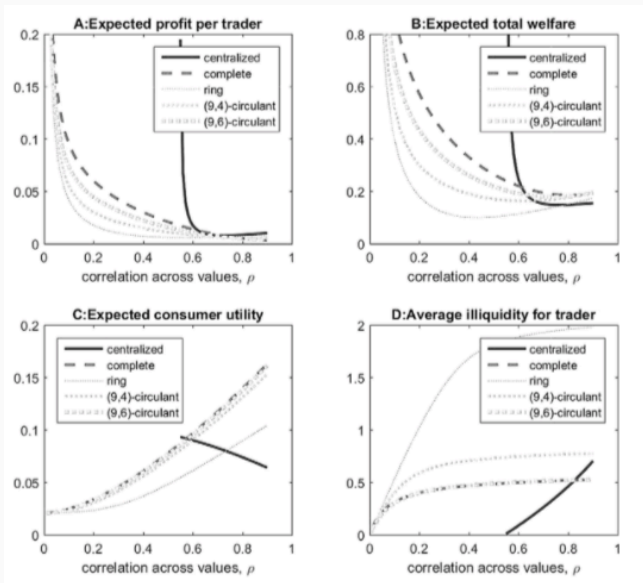 A:Expected profit per trader
0.2
0.15
0.1
0.05
0
centralized
complete
ring
(9,4)-circulant
(9,6)-circulant
0 0.2 0.4 0.6 0.8 1
correlation across values, ρ
B:Expected total welfare
0.8
0.6
0.4
0.2
0
centralized
complete
ring
(9,4)-circulant
(9,6)-circulant
0 0.2 0.4 0.6 0.8 1
correlation across values, ρ
C:Expected consumer utility
0.2
0.15
0.1
0.05
0
centralized
complete
ring
(9,4)-circulant
(9,6)-circulant
0 0.2 0.4 0.6 0.8 1
correlation across values, ρ
D:Average illiquidity for trader
2
1.5
1
0.5
0
centralized
complete
ring
(9,4)-circulant
(9,6)-circulant
0 0.2 0.4 0.6 0.8 1
correlation across values, ρ